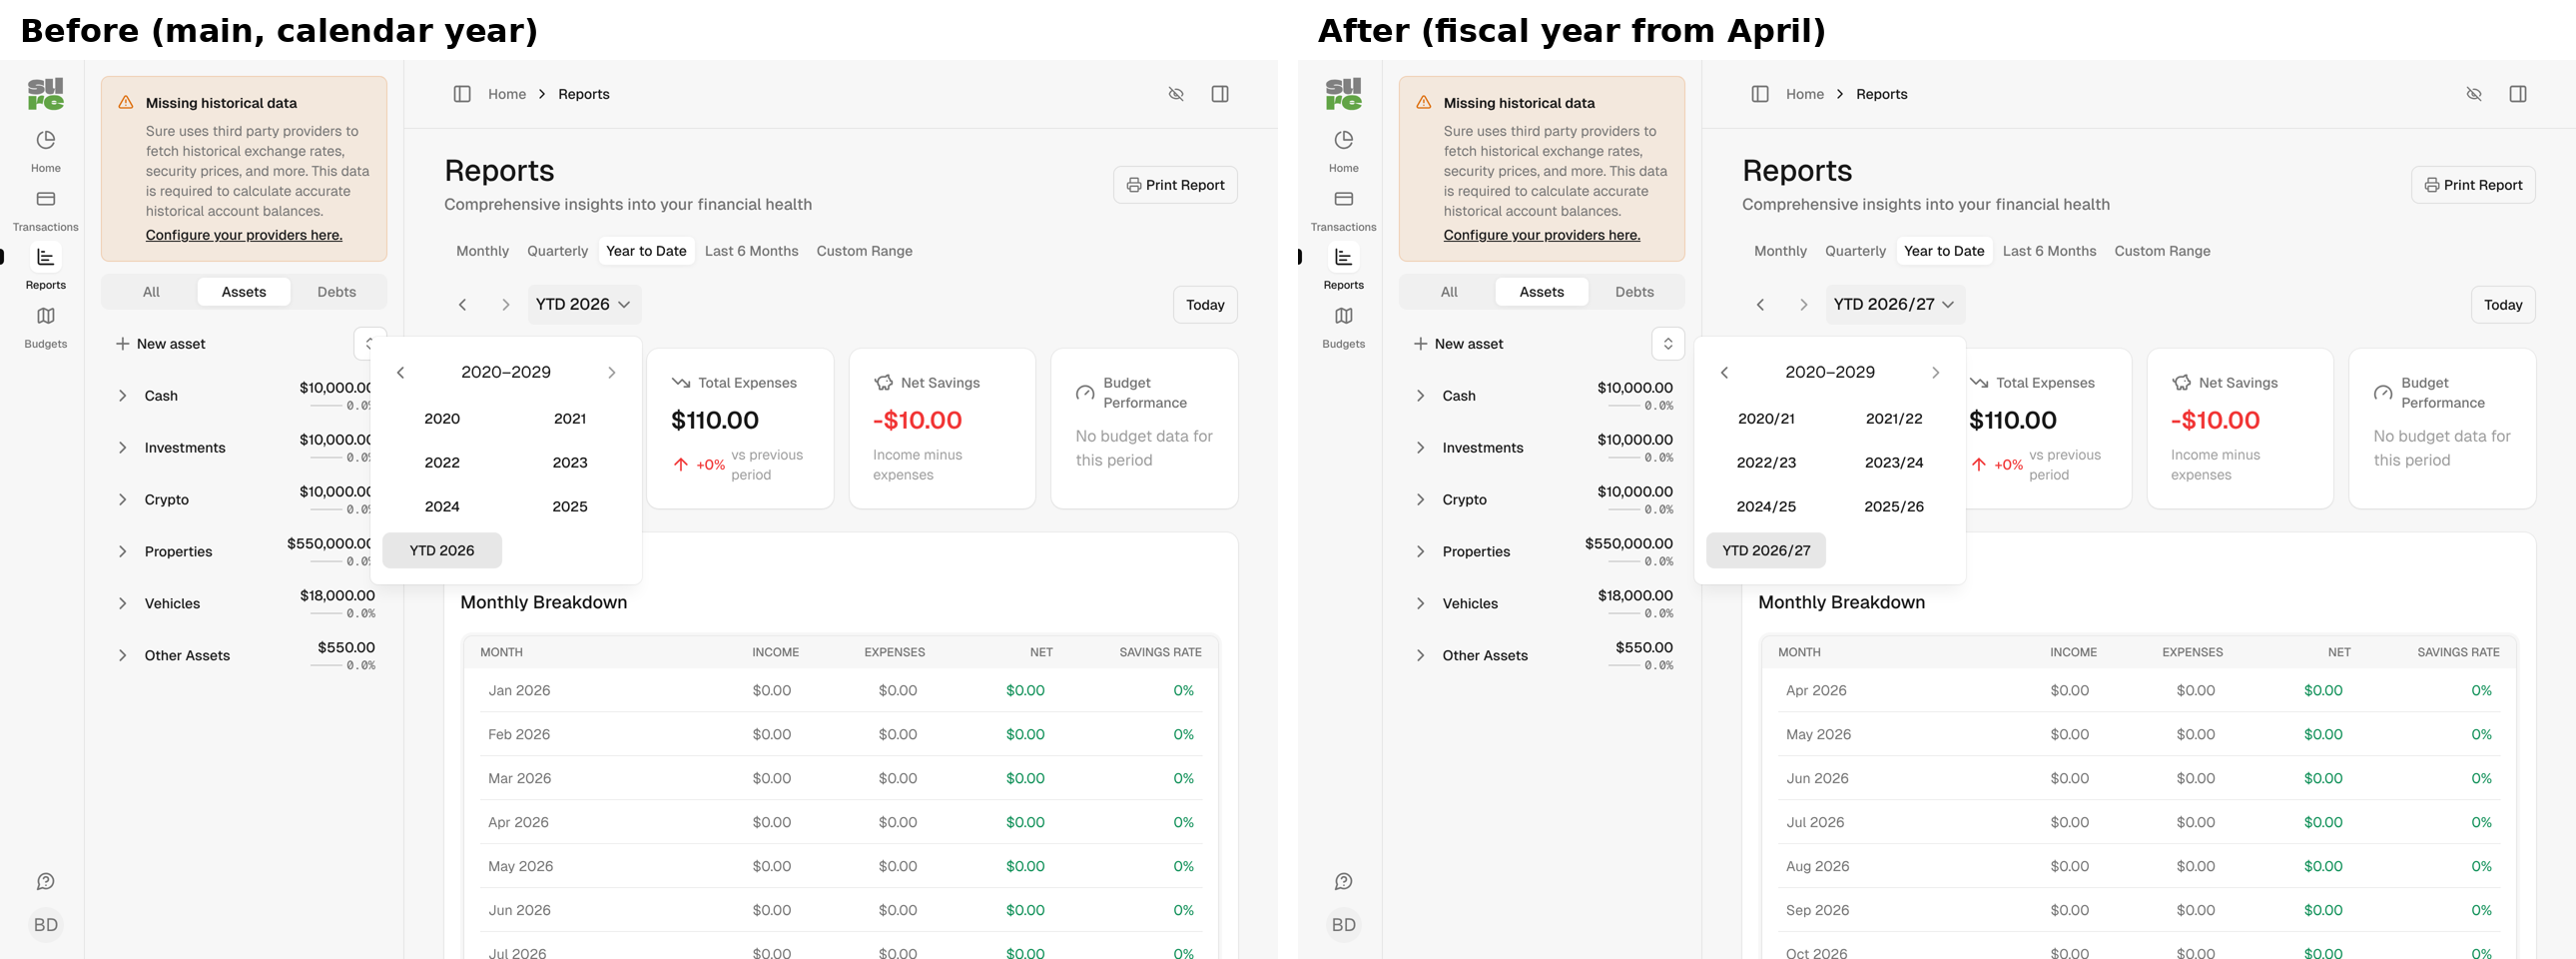 Before (main, calendar year)
sure
Home
Transactions
Reports
Budgets
BD
Missing historical data
Sure uses third party providers to
fetch historical exchange rates,
security prices, and more. This data
is required to calculate accurate
historical account balances.
Configure your providers here.
All Assets Debts
New asset
Cash $10,000.00
0.0%
Investments $10,000.00
0.0%
Crypto $10,000.00
0.0%
Properties $550,000.00
0.0%
Vehicles $18,000.00
0.0%
Other Assets $550.00
0.0%
Home Reports
Reports
Comprehensive insights into your financial health
Print Report
Monthly Quarterly Year to Date Last 6 Months Custom Range
YTD 2026
Today
2020–2029
2020 2021
2022 2023
2024 2025
YTD 2026
Total Expenses
$110.00
+0% vs previous
period
Net Savings
-$10.00
Income minus
expenses
Budget
Performance
No budget data for
this period
Monthly Breakdown
MONTH INCOME EXPENSES NET SAVINGS RATE
Jan 2026 $0.00 $0.00 $0.00 0%
Feb 2026 $0.00 $0.00 $0.00 0%
Mar 2026 $0.00 $0.00 $0.00 0%
Apr 2026 $0.00 $0.00 $0.00 0%
May 2026 $0.00 $0.00 $0.00 0%
Jun 2026 $0.00 $0.00 $0.00 0%
Jul 2026 $0.00 $0.00 $0.00 0%
After (fiscal year from April)
sure
Home
Transactions
Reports
Budgets
BD
Missing historical data
Sure uses third party providers to
fetch historical exchange rates,
security prices, and more. This data
is required to calculate accurate
historical account balances.
Configure your providers here.
All Assets Debts
New asset
Cash $10,000.00
0.0%
Investments $10,000.00
0.0%
Crypto $10,000.00
0.0%
Properties $550,000.00
0.0%
Vehicles $18,000.00
0.0%
Other Assets $550.00
0.0%
Home Reports
Reports
Comprehensive insights into your financial health
Print Report
Monthly Quarterly Year to Date Last 6 Months Custom Range
YTD 2026/27
Today
2020–2029
2020/21 2021/22
2022/23 2023/24
2024/25 2025/26
YTD 2026/27
Total Expenses
$110.00
+0% vs previous
period
Net Savings
-$10.00
Income minus
expenses
Budget
Performance
No budget data for
this period
Monthly Breakdown
MONTH INCOME EXPENSES NET SAVINGS RATE
Apr 2026 $0.00 $0.00 $0.00 0%
May 2026 $0.00 $0.00 $0.00 0%
Jun 2026 $0.00 $0.00 $0.00 0%
Jul 2026 $0.00 $0.00 $0.00 0%
Aug 2026 $0.00 $0.00 $0.00 0%
Sep 2026 $0.00 $0.00 $0.00 0%
Oct 2026 $0.00 $0.00 $0.00 0%